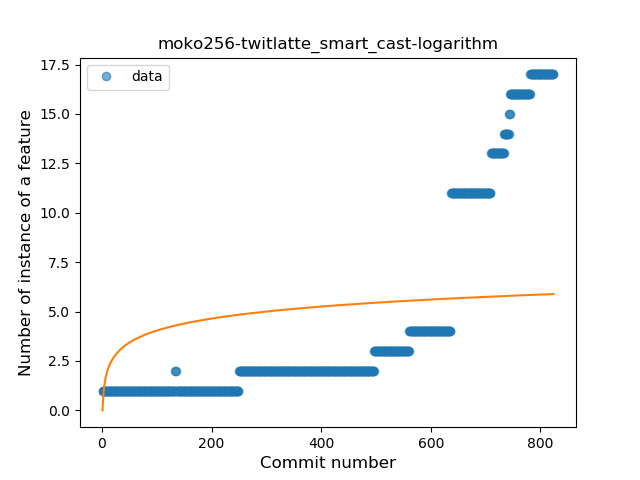 moko256-twitlatte_smart_cast-logarithm
data
Number of instance of a feature
17.5
15.0
12.5
10.0
7.5
5.0
2.5
0.0
0 200 400 600 800
Commit number